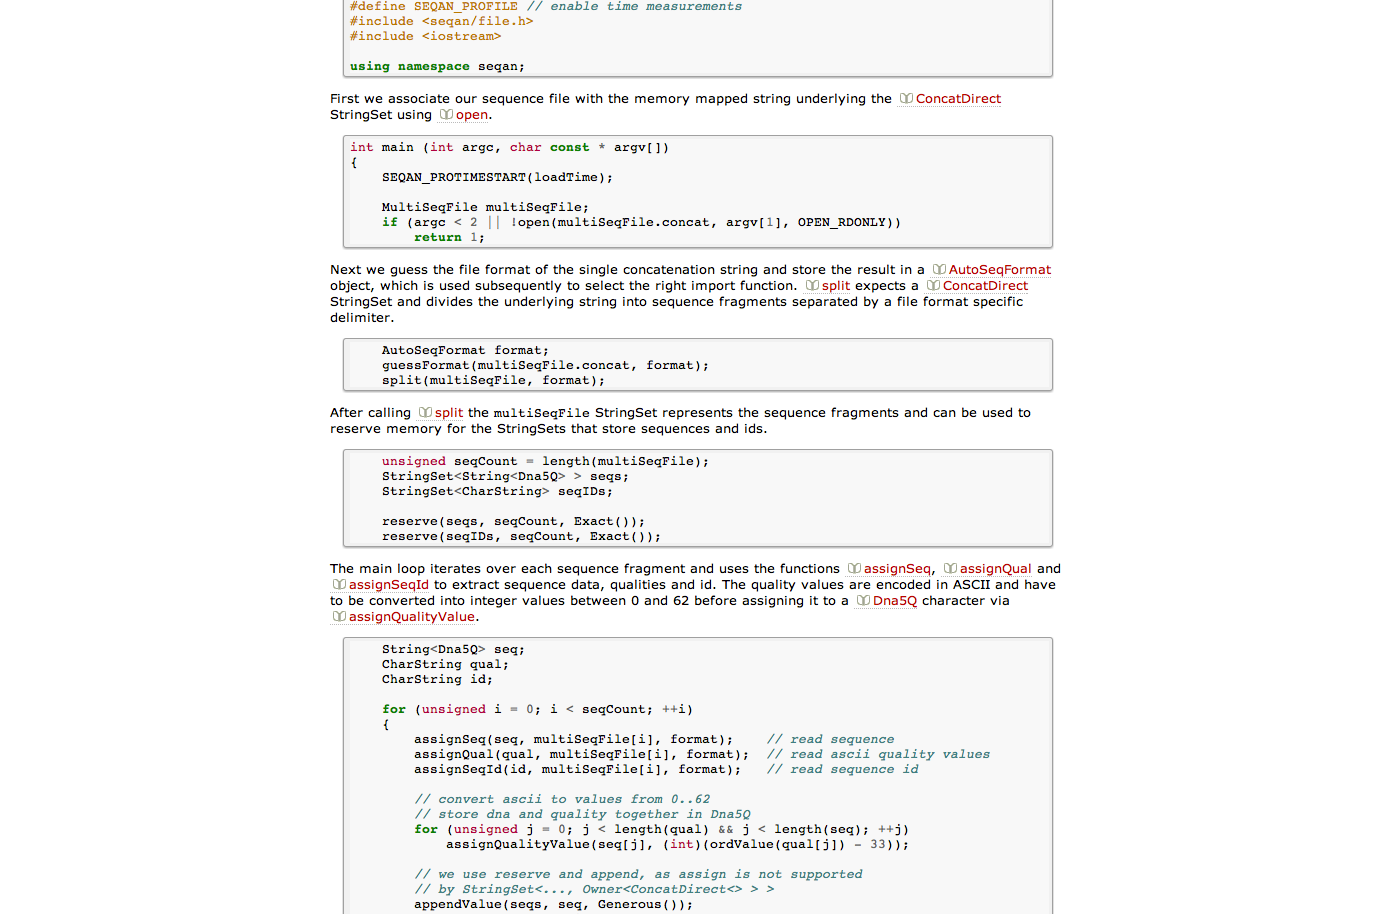 #define SEQAN_PROFILE // enable time measurements
#include <seqan/file.h>
#include <iostream>
using namespace seqan;
First we associate our sequence file with the memory mapped string underlying the ConcatDirect
StringSet using open.
int main (int argc, char const * argv[])
{
    SEQAN_PROTIMESTART(loadTime);
    MultiSeqFile multiSeqFile;
    if (argc < 2 || !open(multiSeqFile.concat, argv[1], OPEN_RDONLY))
        return 1;
Next we guess the file format of the single concatenation string and store the result in a AutoSeqFormat
object, which is used subsequently to select the right import function. split expects a ConcatDirect
StringSet and divides the underlying string into sequence fragments separated by a file format specific
delimiter.
    AutoSeqFormat format;
    guessFormat(multiSeqFile.concat, format);
    split(multiSeqFile, format);
After calling split the multiSeqFile StringSet represents the sequence fragments and can be used to
reserve memory for the StringSets that store sequences and ids.
    unsigned seqCount = length(multiSeqFile);
    StringSet<String<Dna5Q> > seqs;
    StringSet<CharString> seqIDs;
    reserve(seqs, seqCount, Exact());
    reserve(seqIDs, seqCount, Exact());
The main loop iterates over each sequence fragment and uses the functions assignSeq, assignQual and
assignSeqId to extract sequence data, qualities and id. The quality values are encoded in ASCII and have
to be converted into integer values between 0 and 62 before assigning it to a Dna5Q character via
assignQualityValue.
    String<Dna5Q> seq;
    CharString qual;
    CharString id;
    for (unsigned i = 0; i < seqCount; ++i)
    {
        assignSeq(seq, multiSeqFile[i], format);    // read sequence
        assignQual(qual, multiSeqFile[i], format);  // read ascii quality values
        assignSeqId(id, multiSeqFile[i], format);   // read sequence id
        // convert ascii to values from 0..62
        // store dna and quality together in Dna5Q
        for (unsigned j = 0; j < length(qual) && j < length(seq); ++j)
            assignQualityValue(seq[j], (int)(ordValue(qual[j]) - 33));
        // we use reserve and append, as assign is not supported
        // by StringSet<..., Owner<ConcatDirect<> > >
        appendValue(seqs, seq, Generous());